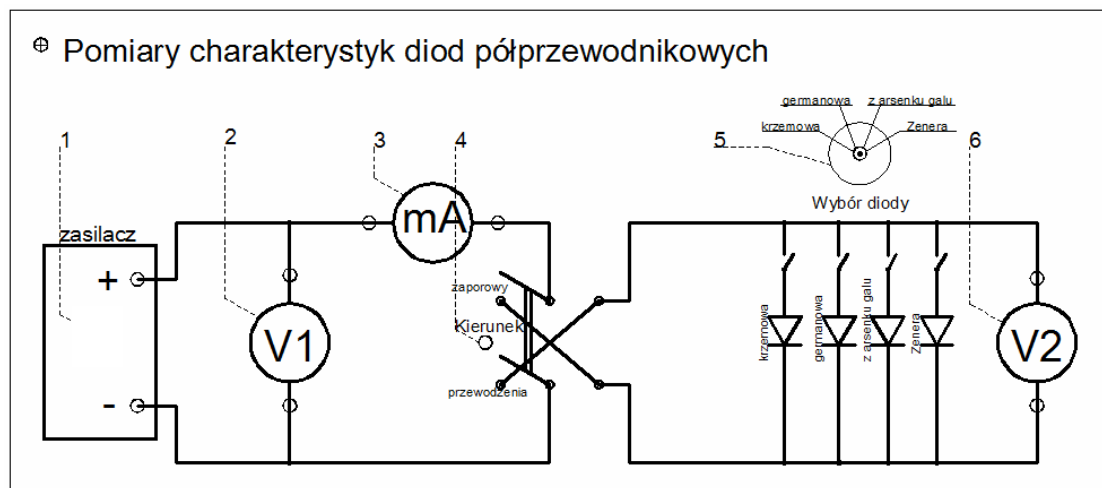 Pomiary charakterystyk diod półprzewodnikowych
germanowa
z arsenku galu
krzemowa
Zenera
1
2
3
4
5
6
Wybór diody
zasilacz
mA
+
zaporowy
Kierunek
V1
krzemowa
germanowa
z arsenku galu
Zenera
V2
-
przewodzenia